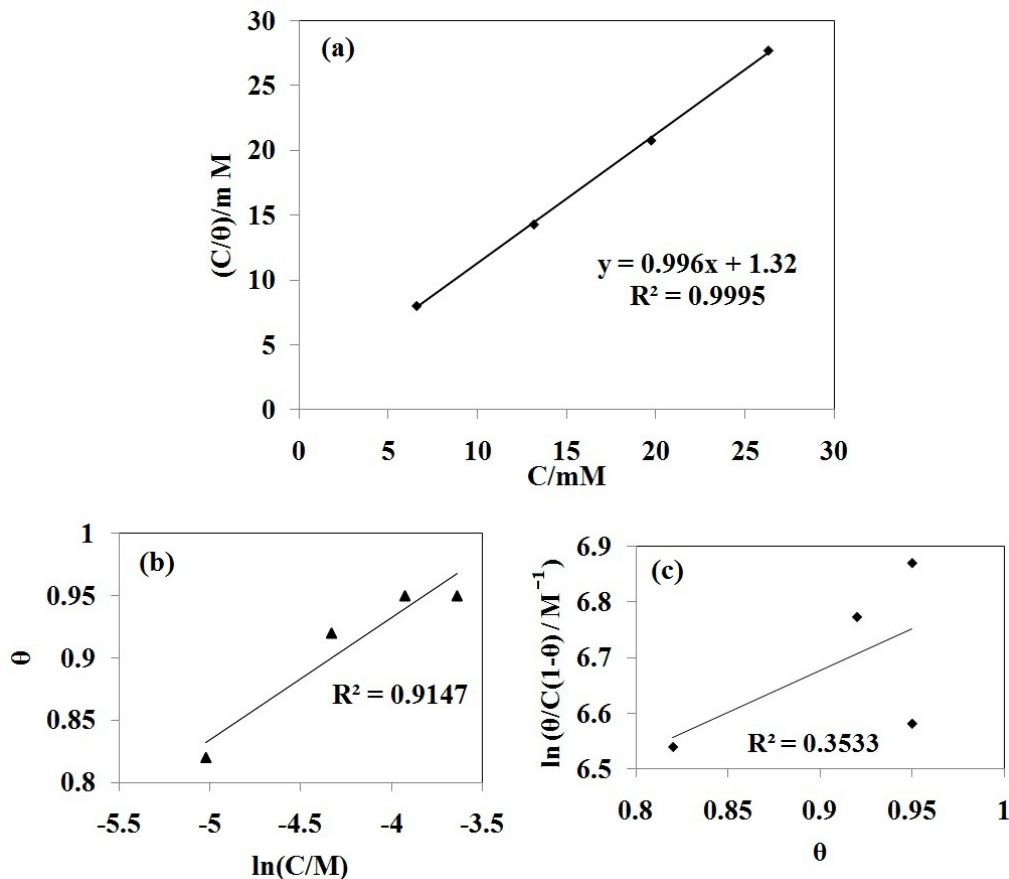 (a)
30
25
20
15
10
5
0
(C/θ)/m M
y = 0.996x + 1.32
R² = 0.9995
0 5 10 15 20 25 30
C/mM
(b)
1
0.95
0.9
0.85
0.8
θ
R² = 0.9147
-5.5 -5 -4.5 -4 -3.5
ln(C/M)
(c)
6.9
6.8
6.7
6.6
6.5
ln (θ/C(1-θ) / M⁻¹)
R² = 0.3533
0.8 0.85 0.9 0.95 1
θ